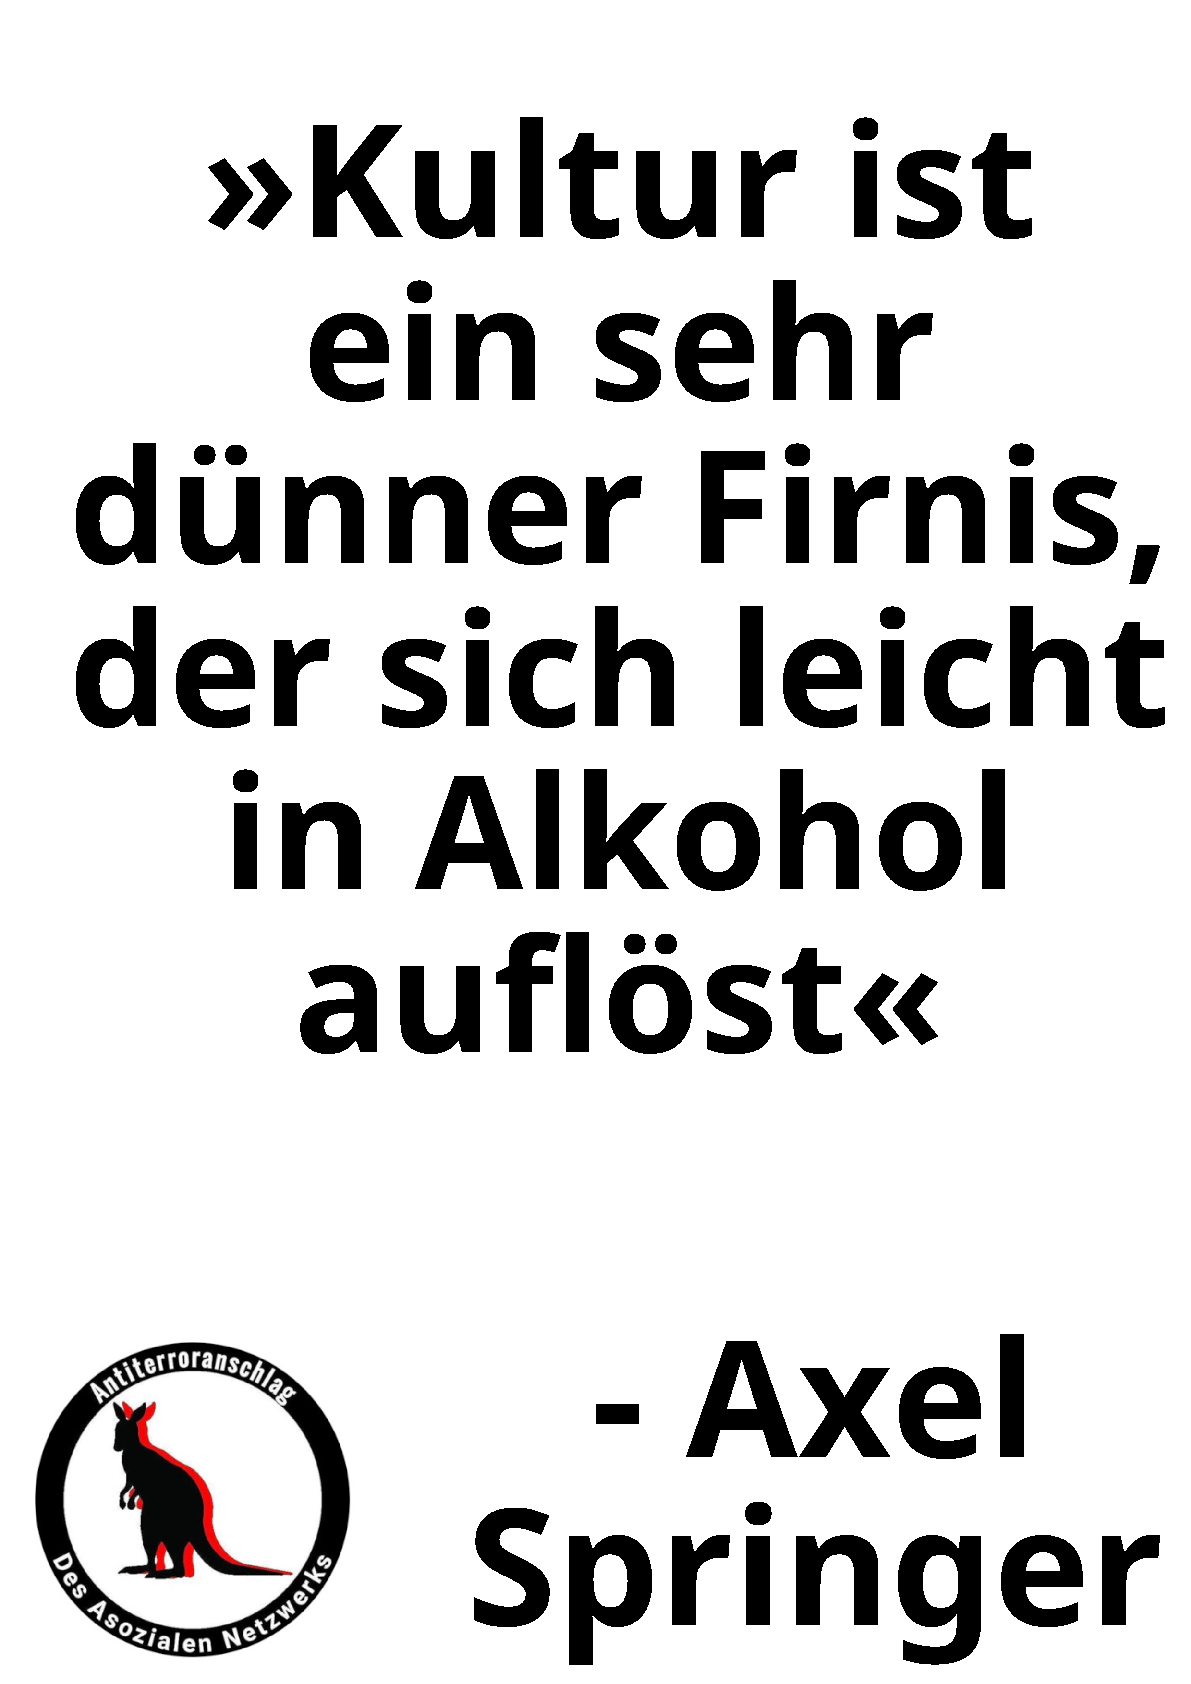 »Kultur ist
ein sehr
dünner Firnis,
der sich leicht
in Alkohol
auflöst«
- Axel
Springer
Antiterroranschlag
Des Asozialen Netzwerks